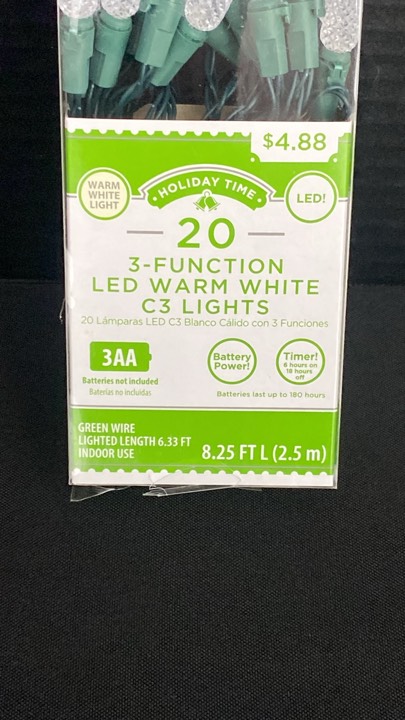 $4.88
WARM
WHITE
LIGHT
HOLIDAY TIME
LED!
20
3-FUNCTION
LED WARM WHITE
C3 LIGHTS
20 Lámparas LED C3 Blanco Cálido con 3 Funciones
3AA
Batteries not included
Baterías no incluidas
Battery
Power!
Timer!
6 hours on
18 hours
off
Batteries last up to 180 hours
GREEN WIRE
LIGHTED LENGTH 6.33 FT
INDOOR USE
8.25 FT L (2.5 m)